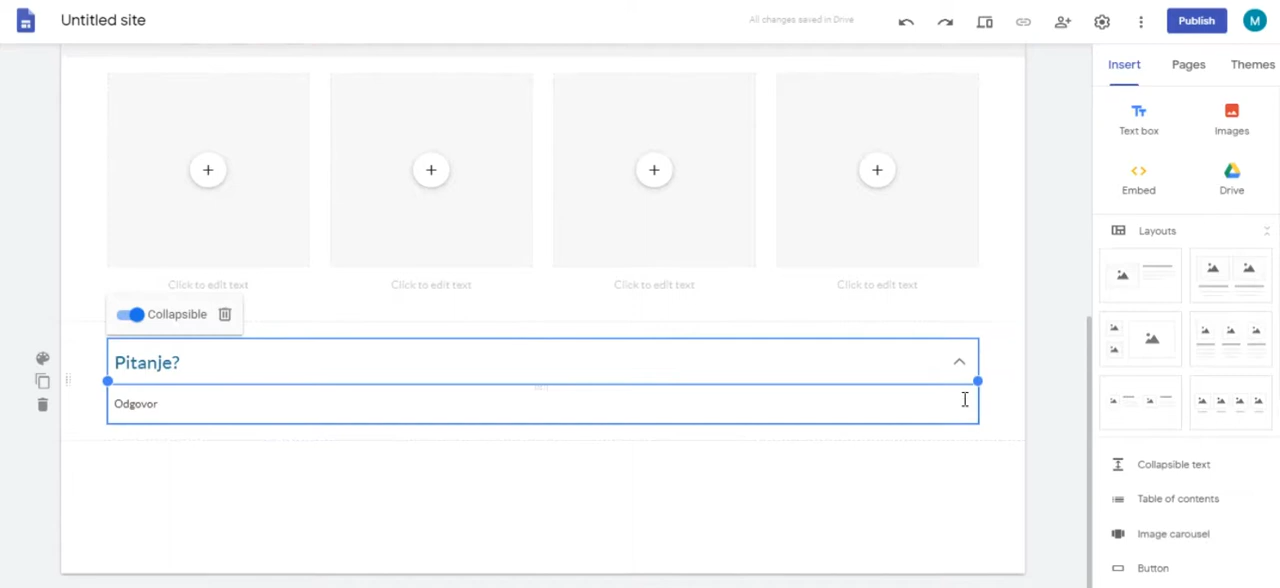 Untitled site
All changes saved in Drive
Publish
M
Insert Pages Themes
Text box Images
Embed Drive
Layouts
Click to edit text Click to edit text Click to edit text Click to edit text
Collapsible
Pitanje?
Odgovor
Collapsible text
Table of contents
Image carousel
Button